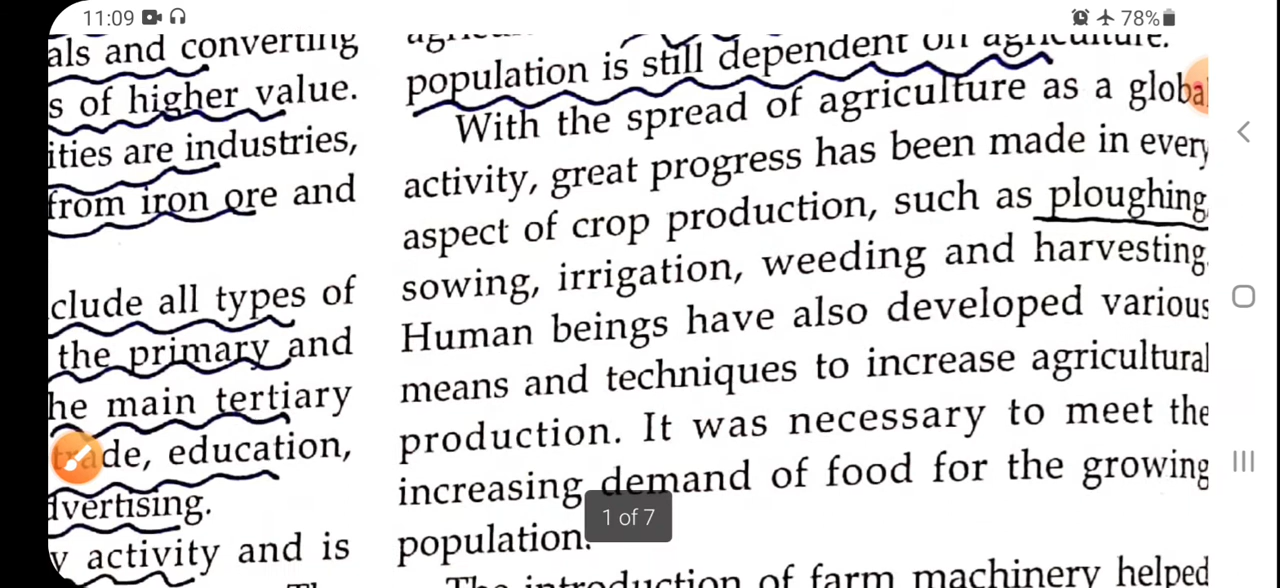 11:09
78%
als and converting
s of higher value.
ities are industries,
from iron ore and
clude all types of
the primary and
he main tertiary
trade, education,
dvertising.
y activity and is
population is still dependent on agriculture.
With the spread of agriculture as a global
activity, great progress has been made in every
aspect of crop production, such as ploughing
sowing, irrigation, weeding and harvesting.
Human beings have also developed various
means and techniques to increase agricultural
production. It was necessary to meet the
increasing demand of food for the growing
population.
The introduction of farm machinery helped
1 of 7